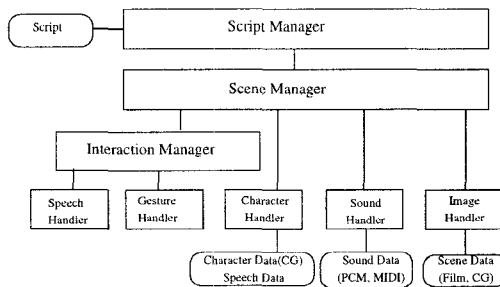 Script
Script Manager
Scene Manager
Interaction Manager
Speech
Handler
Gesture
Handler
Character
Handler
Sound
Handler
Image
Handler
Character Data(CG)
Speech Data
Sound Data
(PCM, MIDI)
Scene Data
(Film, CG)